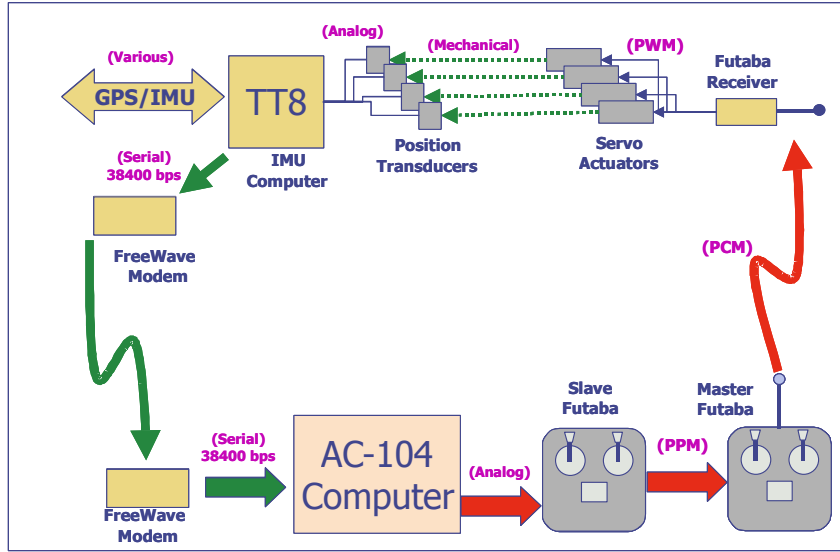 (Analog)
(Mechanical)
(PWM)
Futaba
Receiver
(Various)
GPS/IMU
TT8
IMU
Computer
Position
Transducers
Servo
Actuators
(Serial)
38400 bps
FreeWave
Modem
(PCM)
Slave
Futaba
Master
Futaba
(Serial)
38400 bps
AC-104
Computer
(Analog)
(PPM)
FreeWave
Modem